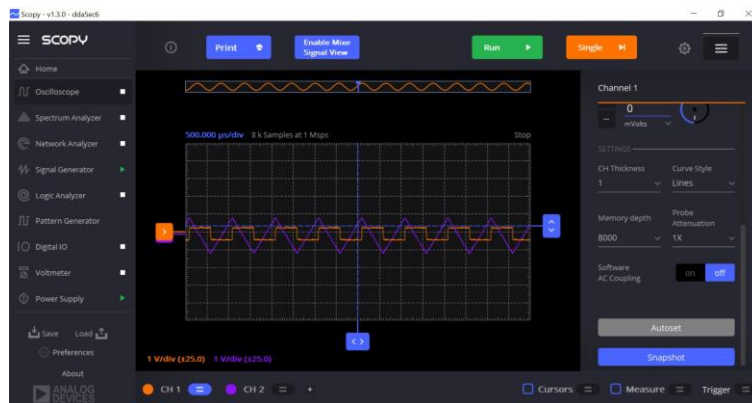 Scopy - v1.3.0 - dda5ec6
SCOPY
Print
Enable Mixe
Signal View
Run
Single
Home
Oscilloscope
Spectrum Analyzer
Network Analyzer
Signal Generator
Logic Analyzer
Pattern Generator
Digital IO
Voltmeter
Power Supply
Save Load
Preferences
About
ANALOG
DEVICES
500.000 µs/div 8 k Samples at 1 Msps Stop
1 V/div (±25.0) 1 V/div (±25.0)
CH 1 CH 2 +
Cursors Measure Trigger
Channel 1
0
mVolts
SETTINGS
CH Thickness Curve Style
1 Lines
Memory depth Probe
Attenuation
8000 1X
Software
AC Coupling
on off
Autoset
Snapshot